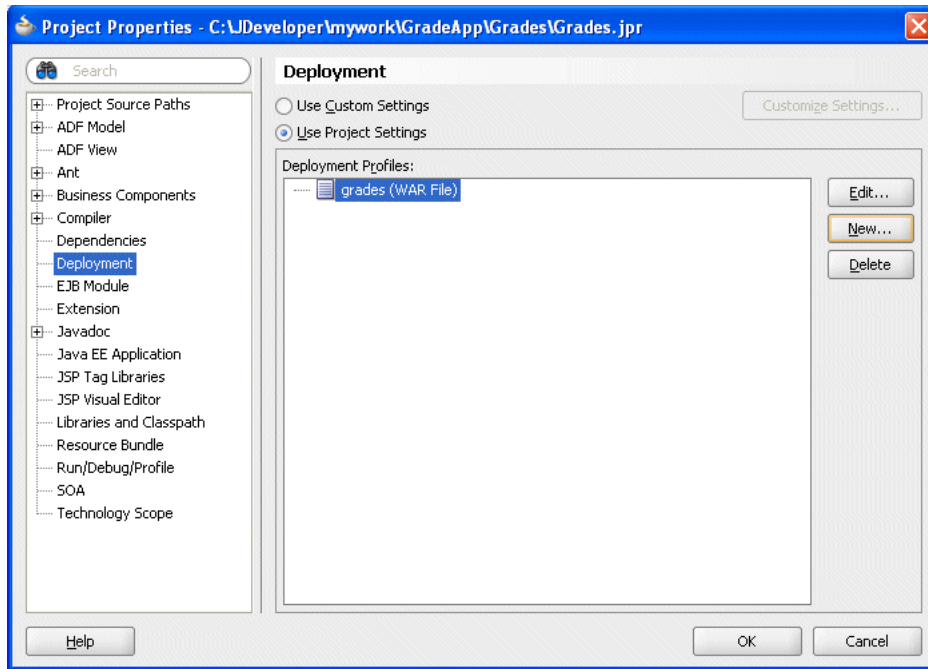 Project Properties - C:\JDeveloper\mywork\GradeApp\Grades\Grades.jpr
Search
Project Source Paths
ADF Model
ADF View
Ant
Business Components
Compiler
Dependencies
Deployment
EJB Module
Extension
Javadoc
Java EE Application
JSP Tag Libraries
JSP Visual Editor
Libraries and Classpath
Resource Bundle
Run/Debug/Profile
SOA
Technology Scope
Deployment
Use Custom Settings
Customize Settings...
Use Project Settings
Deployment Profiles:
grades (WAR File)
Edit...
New...
Delete
Help
OK
Cancel